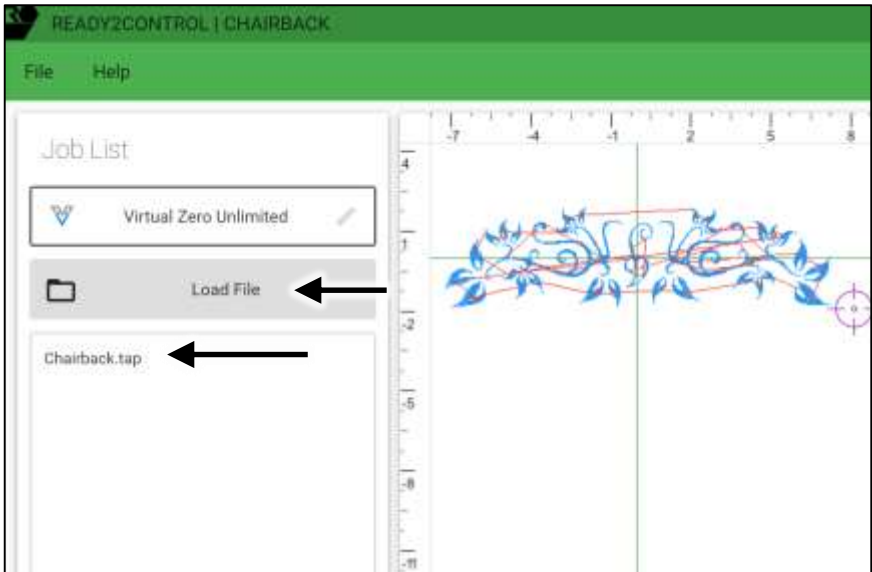 READY2CONTROL | CHAIRBACK
File Help
Job List
Virtual Zero Unlimited
Load File
Chairback.tap
-7 -4 -1 2 5 8
4
1
-2
-5
-8
-11